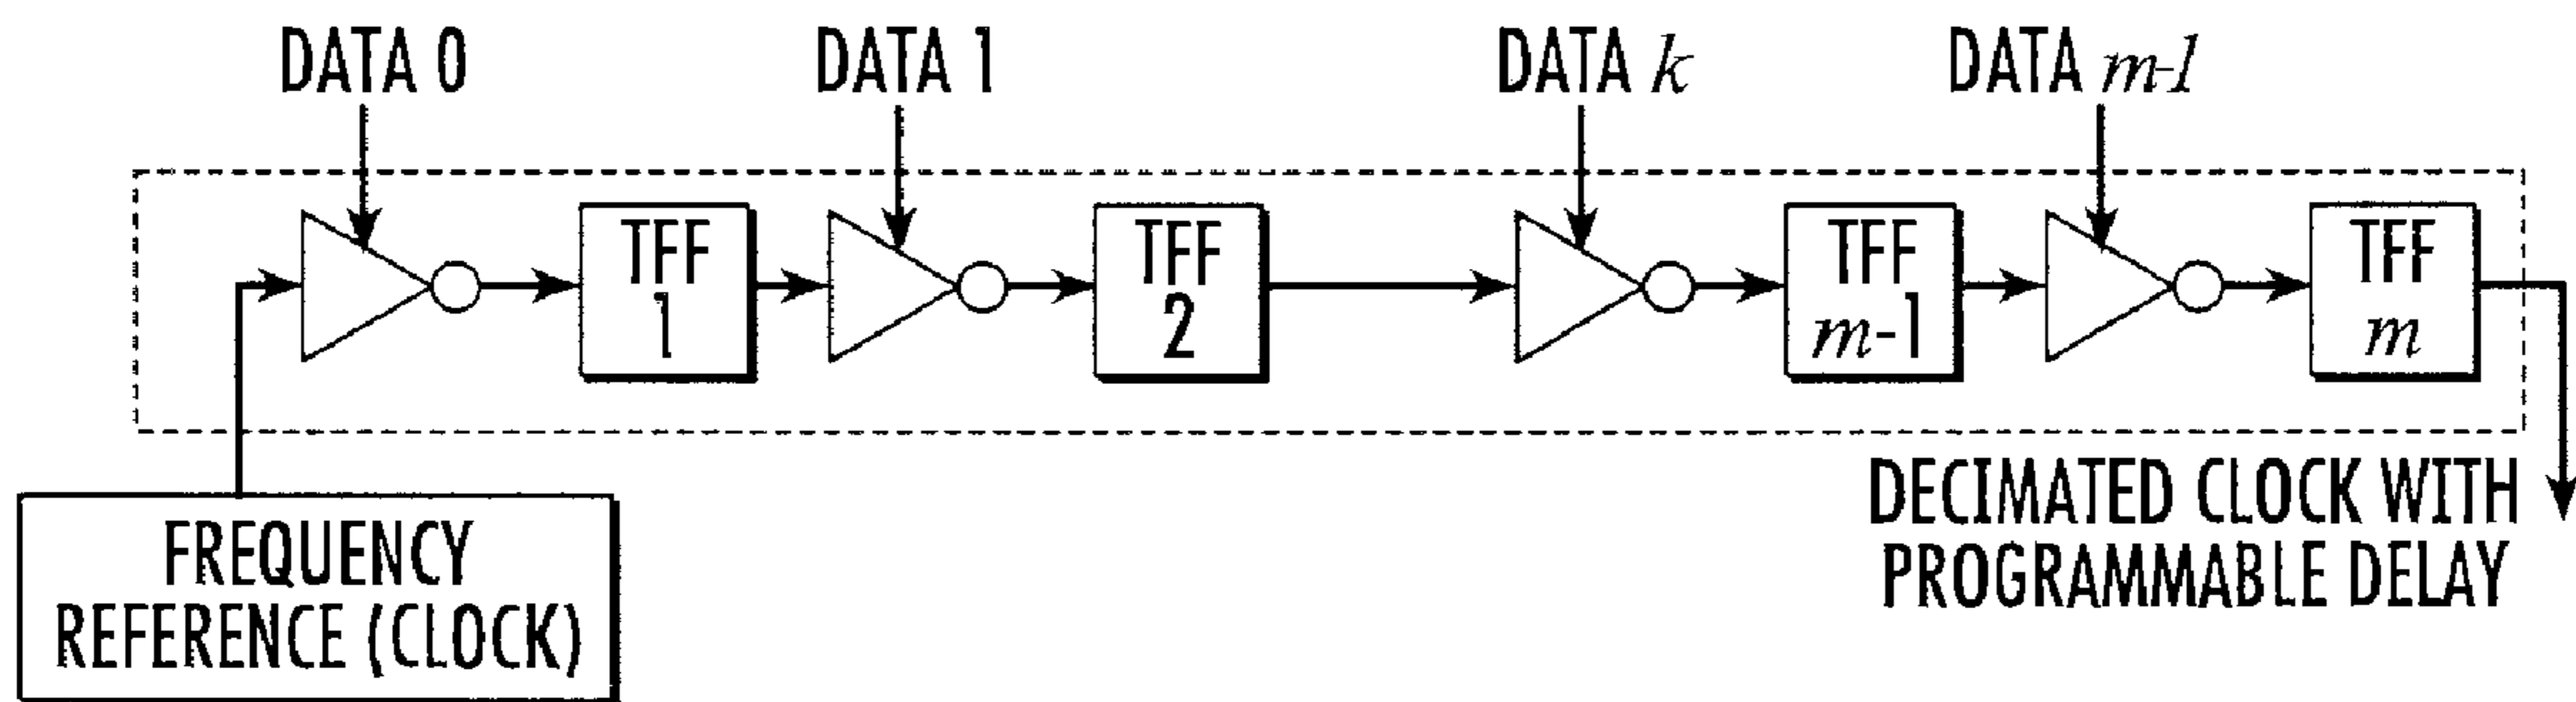 DATA 0
DATA 1
DATA k
DATA m-1
TFF
1
TFF
2
TFF
m-1
TFF
m
FREQUENCY
REFERENCE (CLOCK)
DECIMATED CLOCK WITH
PROGRAMMABLE DELAY